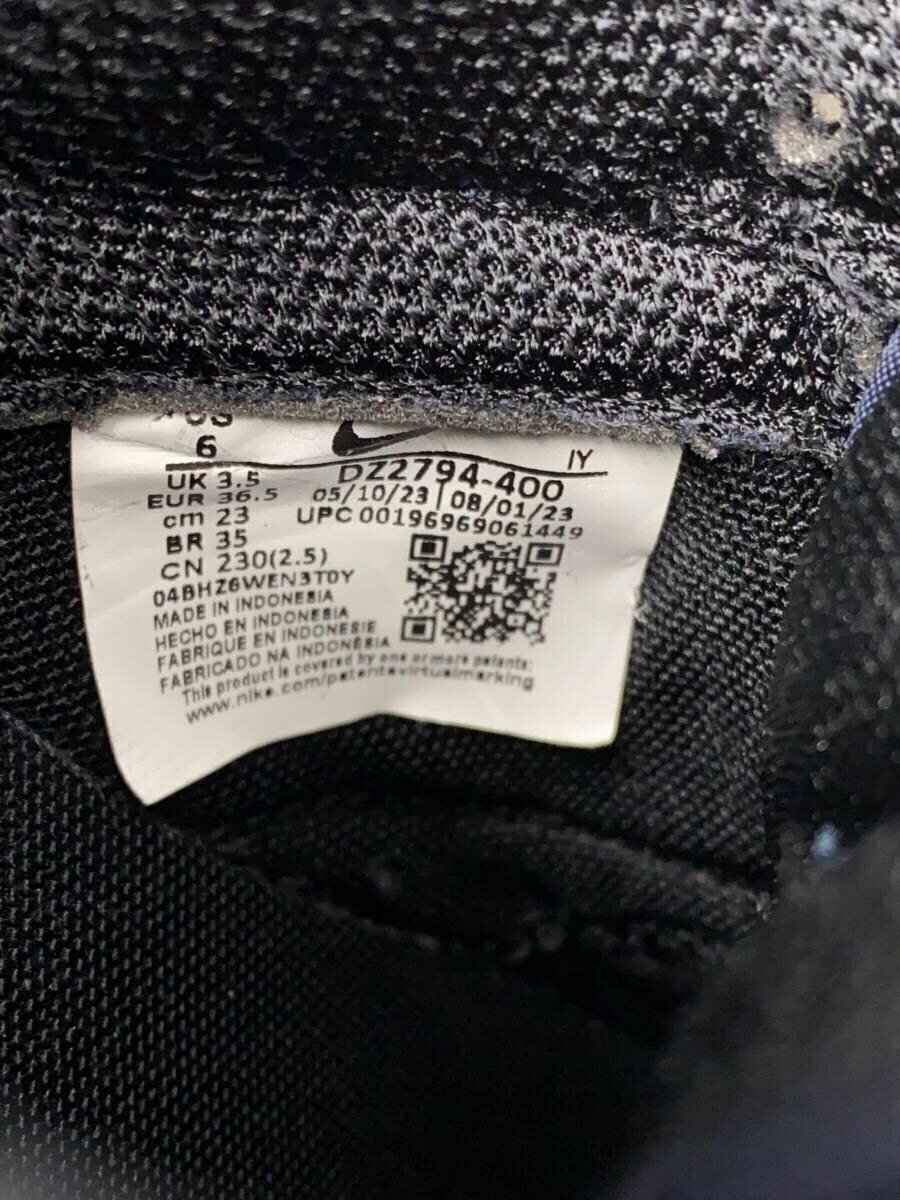 6
IY
UK 3.5
DZ2794-400
EUR 36.5
05/10/23 | 08/01/23
cm 23
UPC 00196969061449
BR 35
CN 230(2.5)
04BHZ6WEN3T0Y
MADE IN INDONESIA
HECHO EN INDONESIA
FABRIQUE EN INDONESIE
FABRICADO NA INDONÉSIA
This product is covered by one or more patents:
www.nike.com/patentsvirtualmarking